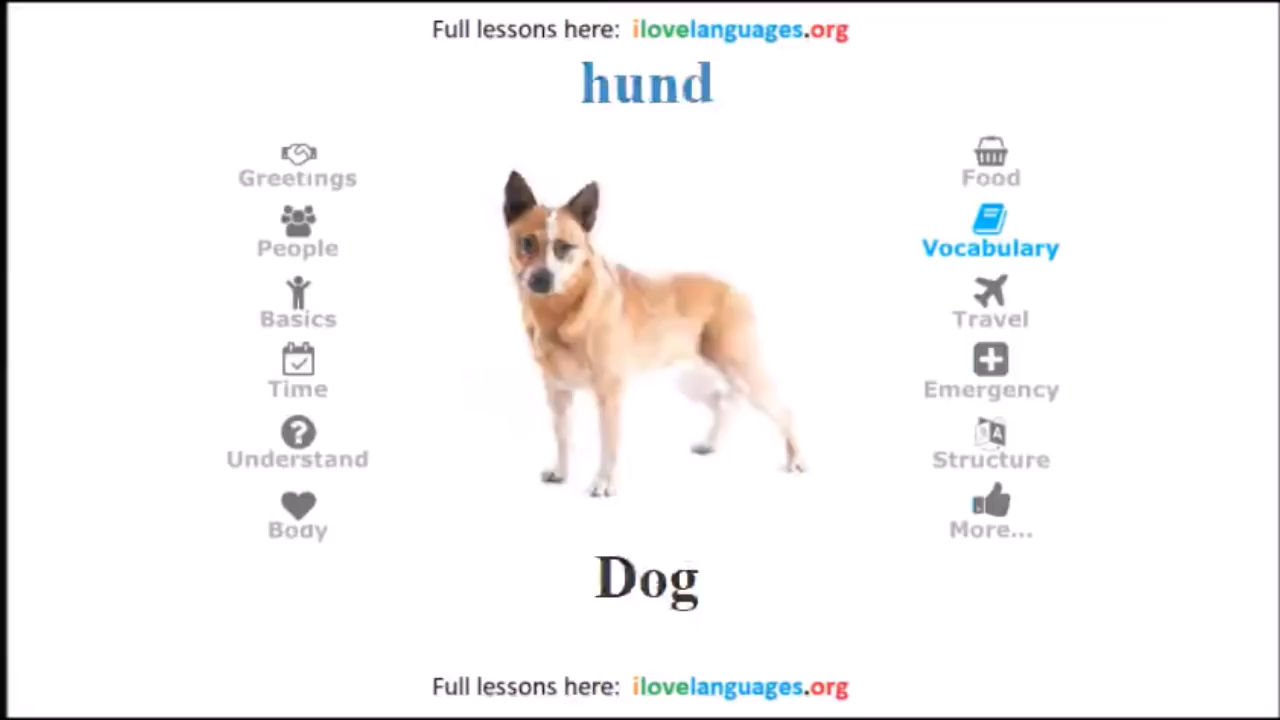 Full lessons here: ilovelanguages.org
hund
Greetings
People
Basics
Time
Understand
Body
Food
Vocabulary
Travel
Emergency
Structure
More...
Dog
Full lessons here: ilovelanguages.org